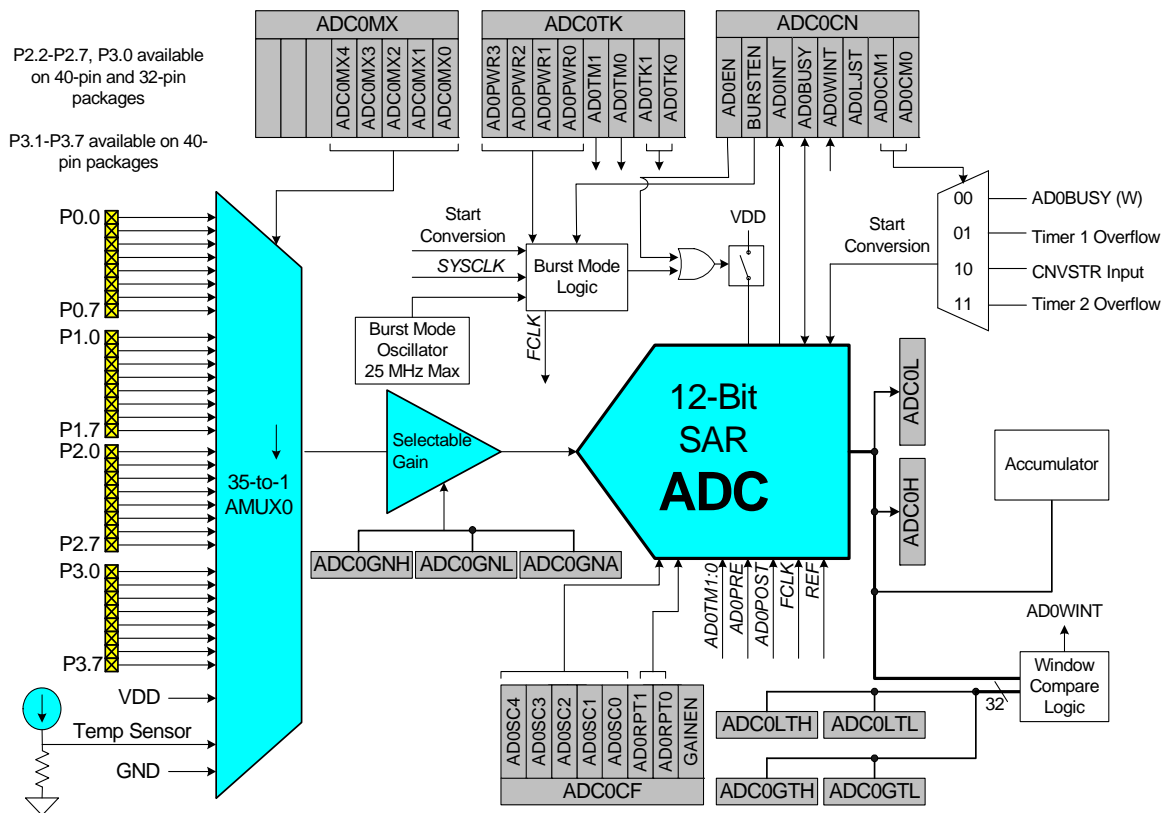 P2.2-P2.7, P3.0 available
on 40-pin and 32-pin
packages
P3.1-P3.7 available on 40-
pin packages
ADC0MX
ADC0MX4
ADC0MX3
ADC0MX2
ADC0MX1
ADC0MX0
ADC0TK
AD0PWR3
AD0PWR2
AD0PWR1
AD0PWR0
AD0TM1
AD0TM0
AD0TK1
AD0TK0
ADC0CN
AD0EN
BURSTEN
AD0INT
AD0BUSY
AD0WINT
AD0LJST
AD0CM1
AD0CM0
00
01
10
11
AD0BUSY (W)
Timer 1 Overflow
CNVSTR Input
Timer 2 Overflow
Start
Conversion
VDD
Start
Conversion
SYSCLK
Burst Mode
Logic
Burst Mode
Oscillator
25 MHz Max
FCLK
P0.0
P0.7
P1.0
P1.7
P2.0
P2.7
P3.0
P3.7
VDD
Temp Sensor
GND
35-to-1
AMUX0
Selectable
Gain
ADC0GNH
ADC0GNL
ADC0GNA
12-Bit
SAR
ADC
ADC0L
ADC0H
Accumulator
AD0TM1:0
AD0PRE
AD0POST
FCLK
REF
AD0SC4
AD0SC3
AD0SC2
AD0SC1
AD0SC0
AD0RPT1
AD0RPT0
GAINEN
ADC0CF
AD0WINT
Window
Compare
Logic
32
ADC0LTH
ADC0LTL
ADC0GTH
ADC0GTL